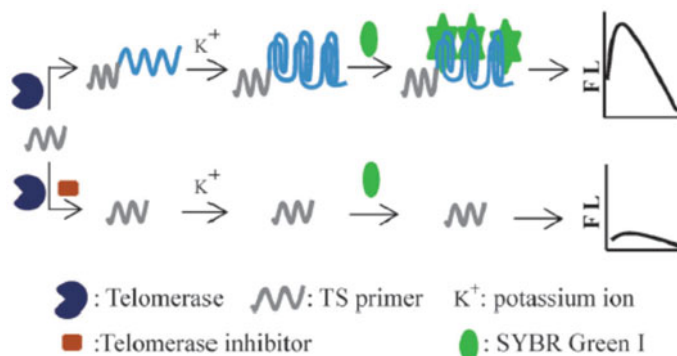 K+
FL
K+
FL
: Telomerase : TS primer K+: potassium ion
:Telomerase inhibitor : SYBR Green I